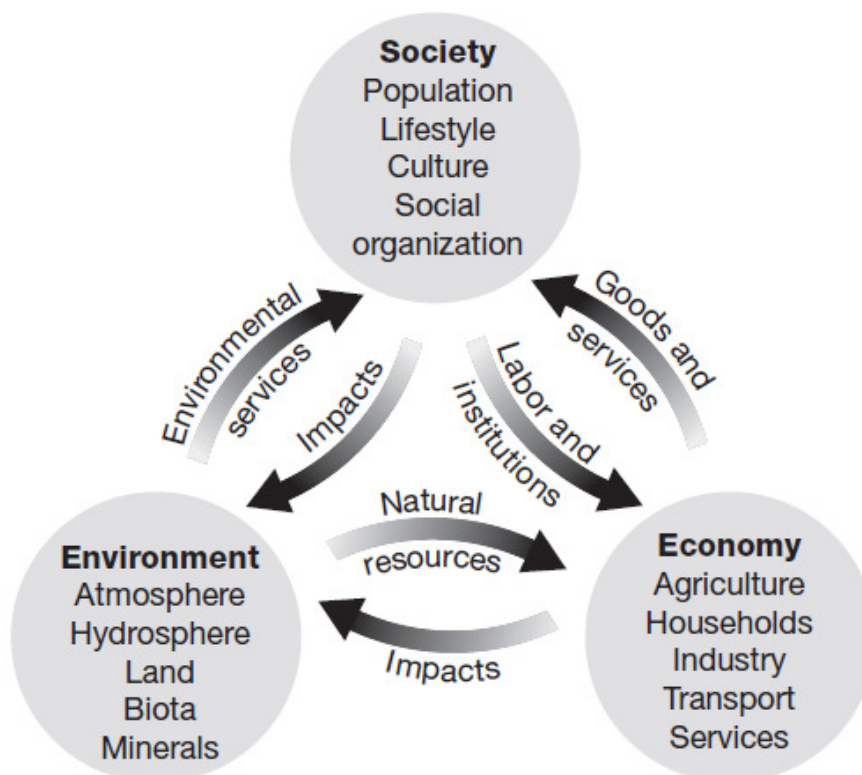 Society
Population
Lifestyle
Culture
Social
organization
Environmental
services
Impacts
Goods and
services
Labor and
institutions
Natural
resources
Impacts
Environment
Atmosphere
Hydrosphere
Land
Biota
Minerals
Economy
Agriculture
Households
Industry
Transport
Services